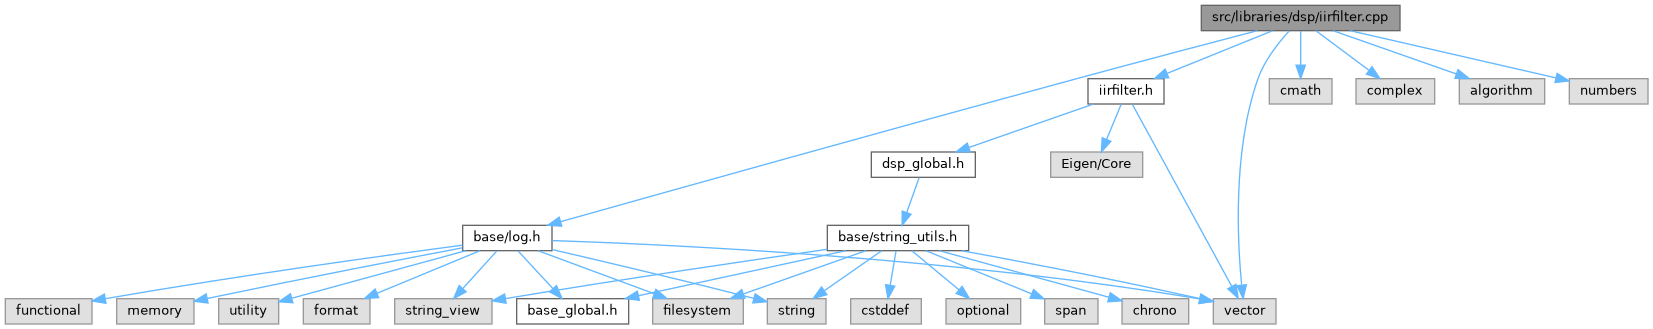 src/libraries/dsp/iirfilter.cpp
iirfilter.h
cmath
complex
algorithm
numbers
dsp_global.h
Eigen/Core
base/log.h
base/string_utils.h
functional
memory
utility
format
string_view
base_global.h
filesystem
string
cstddef
optional
span
chrono
vector